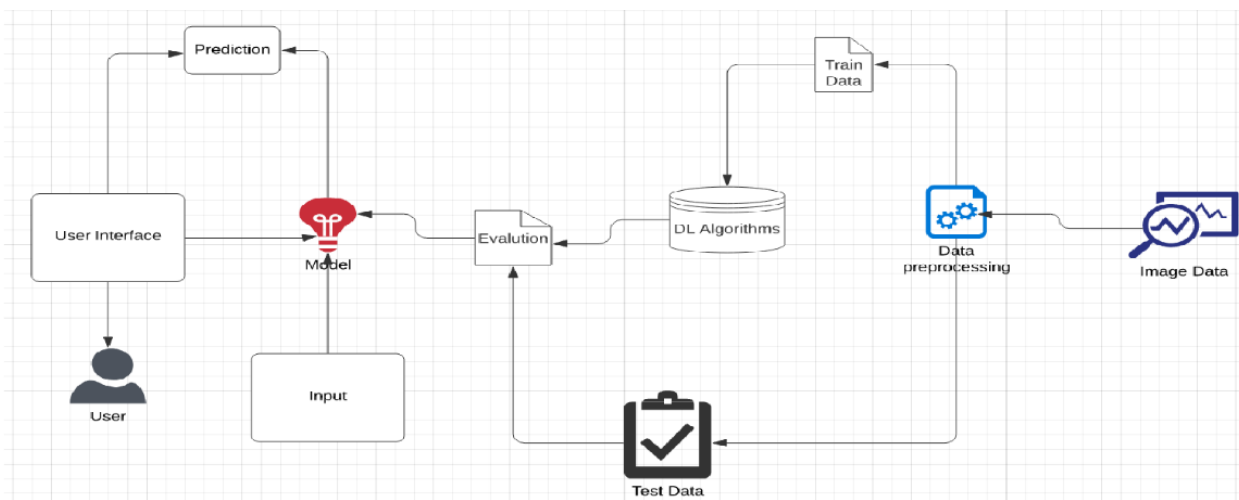 Prediction
Train
Data
User Interface
Model
Evalution
DL Algorithms
Data
preprocessing
Image Data
User
Input
Test Data